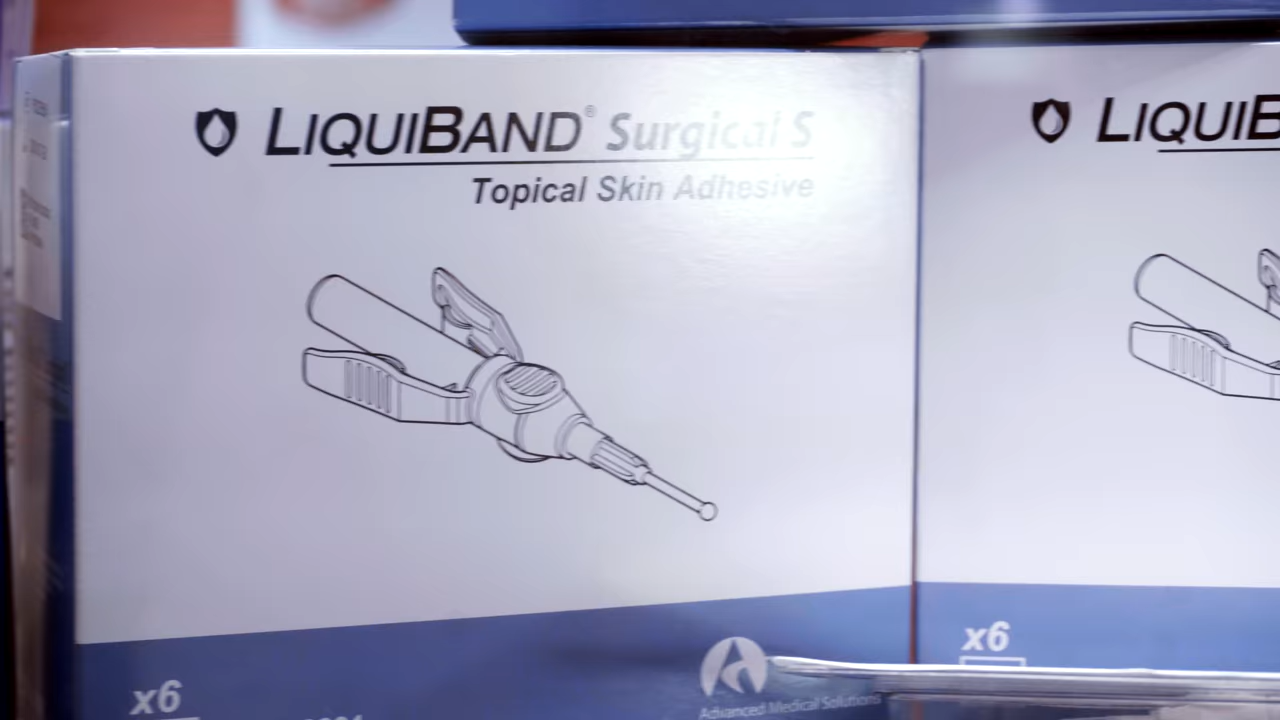 LIQUIBAND® Surgical S
Topical Skin Adhesive
x6
Advanced Medical Solutions
LIQUIB
x6